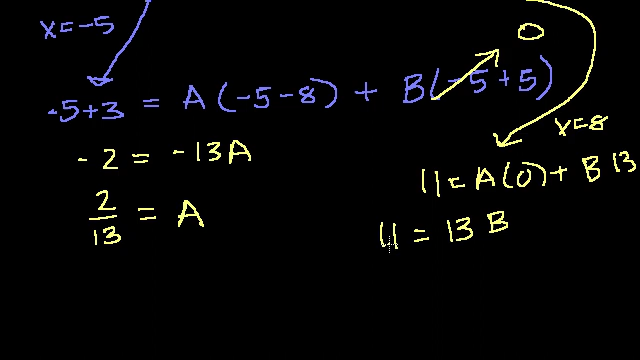 x=-5
0
-5+3 = A(-5-8) + B(-5+5)
x=8
-2 = -13A
11 = A(0) + B 13
2/13 = A
11 = 13 B